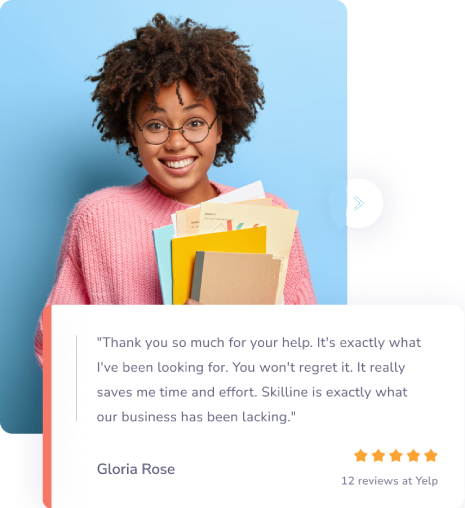 "Thank you so much for your help. It's exactly what
I've been looking for. You won't regret it. It really
saves me time and effort. Skilline is exactly what
our business has been lacking."
Gloria Rose
12 reviews at Yelp